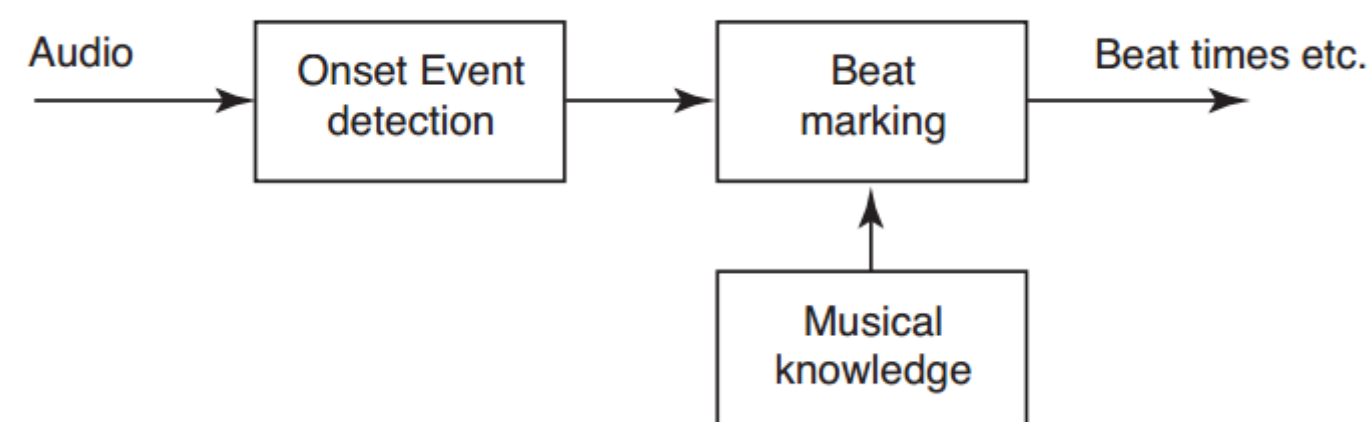 Audio
Onset Event
detection
Beat
marking
Beat times etc.
Musical
knowledge